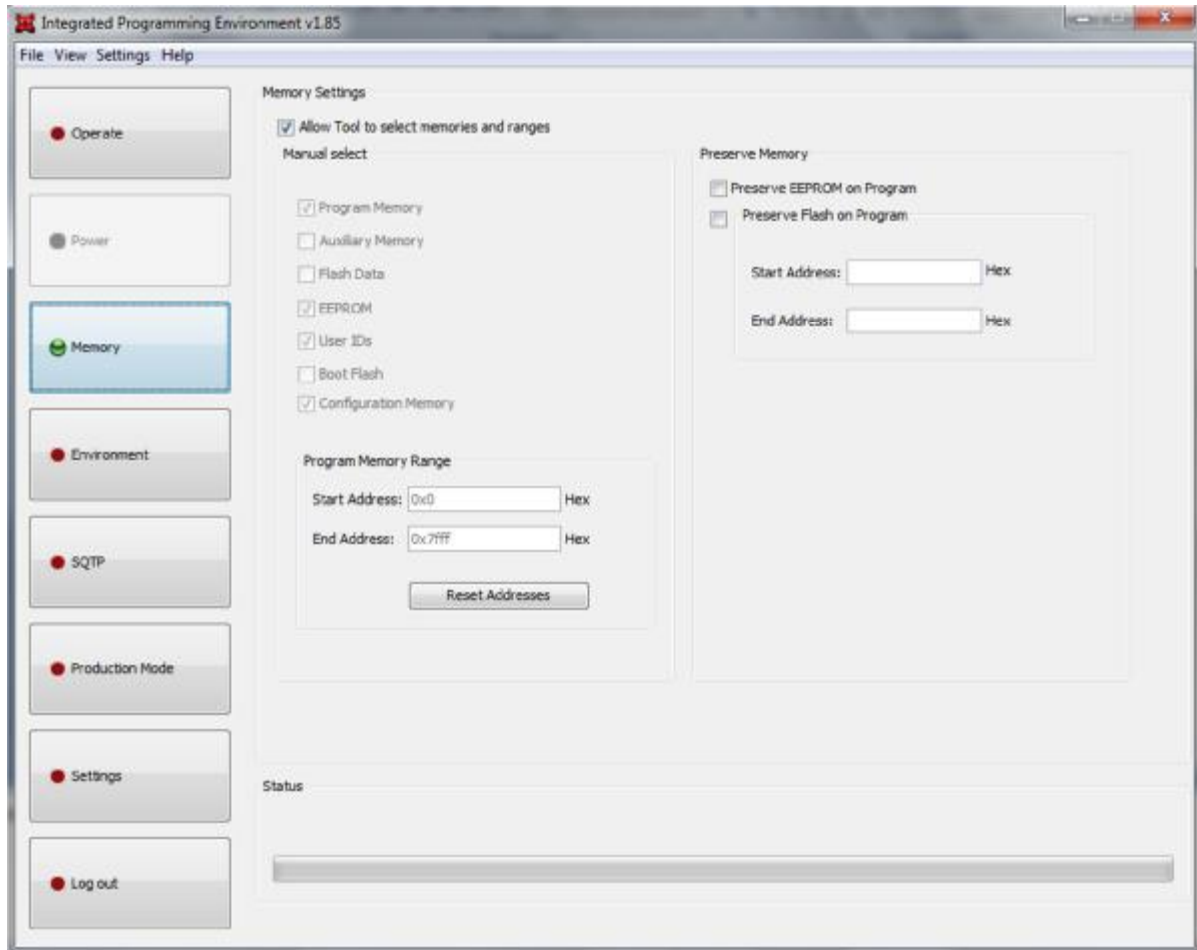 Integrated Programming Environment v1.85
File View Settings Help
Operate
Power
Memory
Environment
SQTP
Production Mode
Settings
Log out
Memory Settings
Allow Tool to select memories and ranges
Manual select
Program Memory
Auxiliary Memory
Flash Data
EEPROM
User IDs
Boot Flash
Configuration Memory
Program Memory Range
Start Address: 0x0 Hex
End Address: 0x7fff Hex
Reset Addresses
Preserve Memory
Preserve EEPROM on Program
Preserve Flash on Program
Start Address: Hex
End Address: Hex
Status